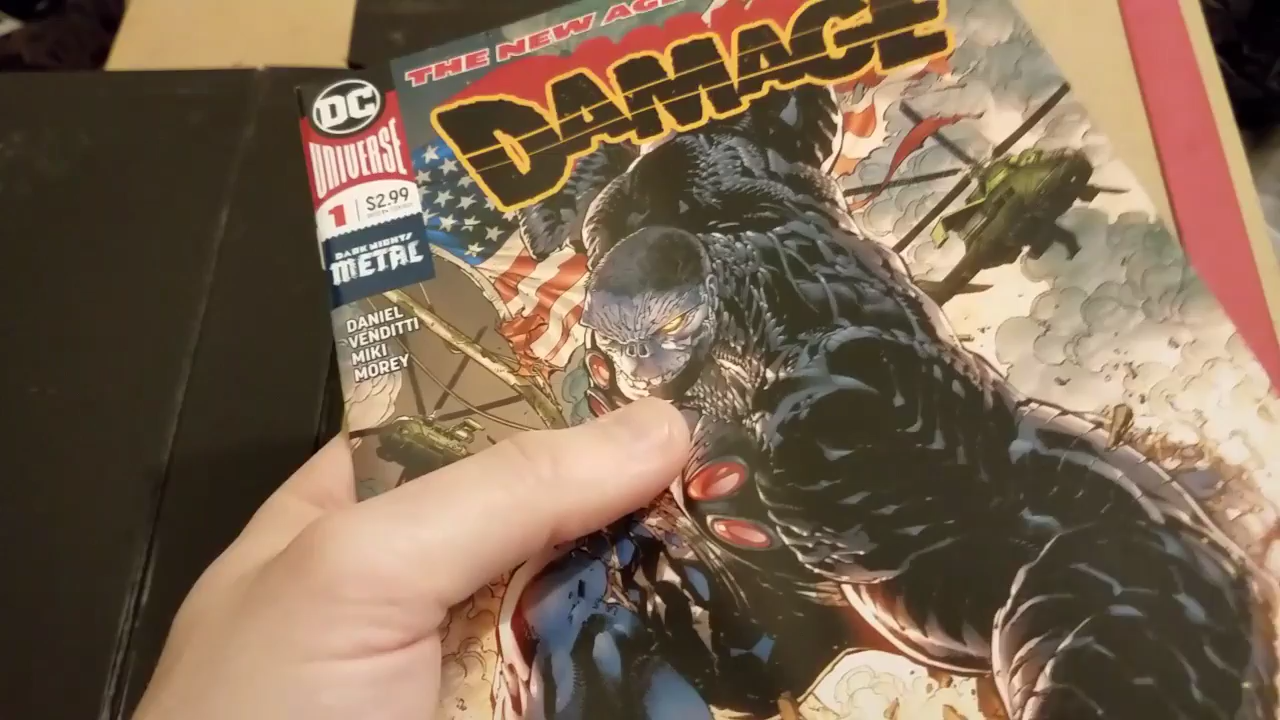 THE NEW AGE
DAMAGE
DC
UNIVERSE
1 $2.99
DARK NIGHTS
METAL
DANIEL
VENDITTI
MIKI
MOREY